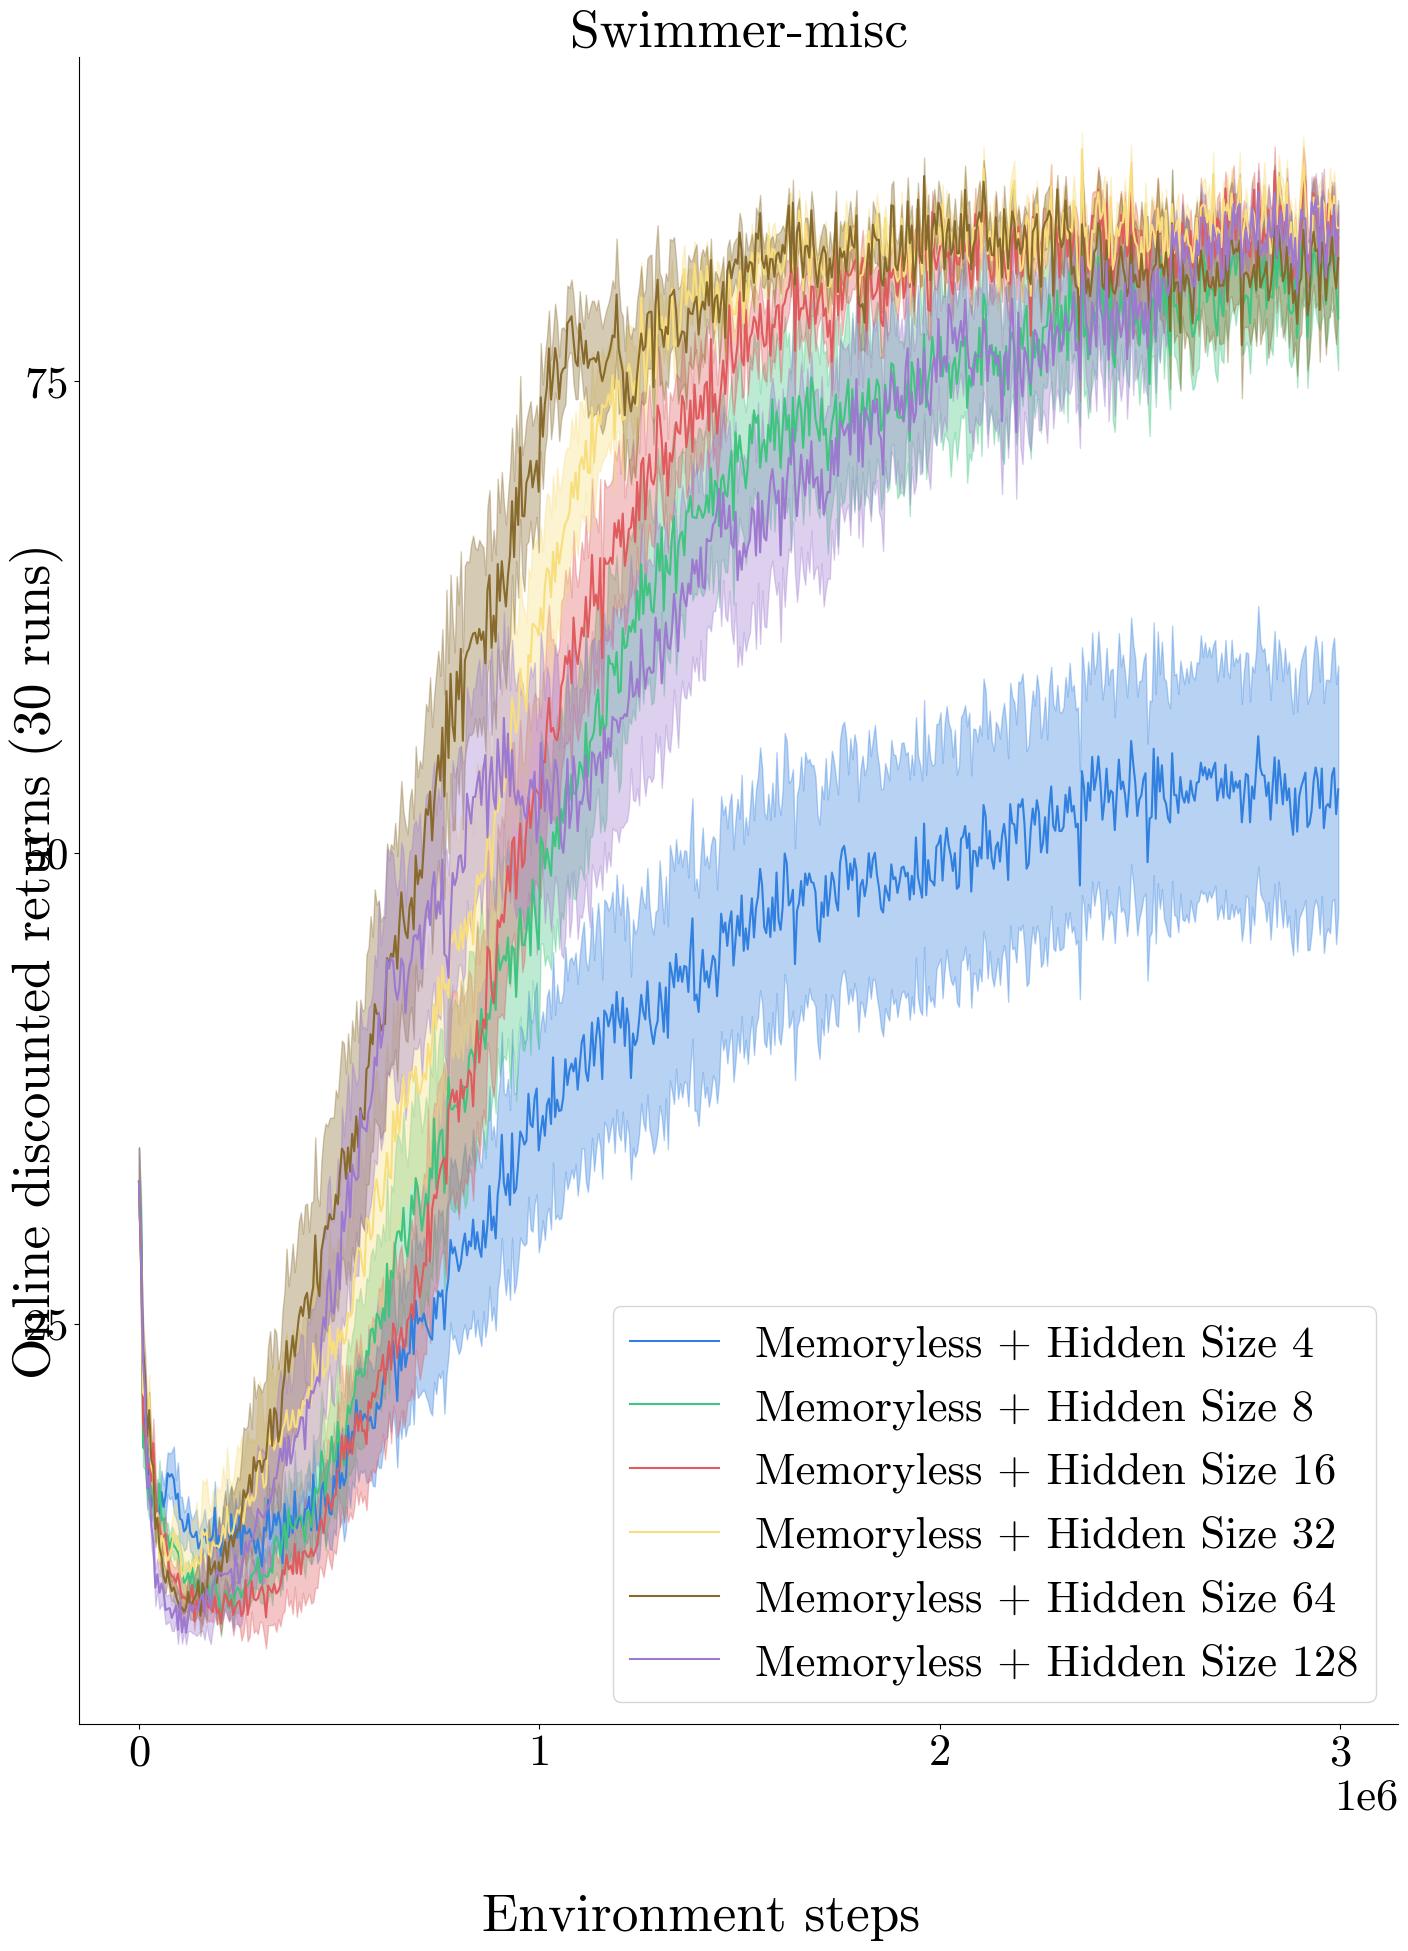 Swimmer-misc
Online discounted returns (30 runs)
75
50
25
Memoryless + Hidden Size 4
Memoryless + Hidden Size 8
Memoryless + Hidden Size 16
Memoryless + Hidden Size 32
Memoryless + Hidden Size 64
Memoryless + Hidden Size 128
0 1 2 3
1e6
Environment steps